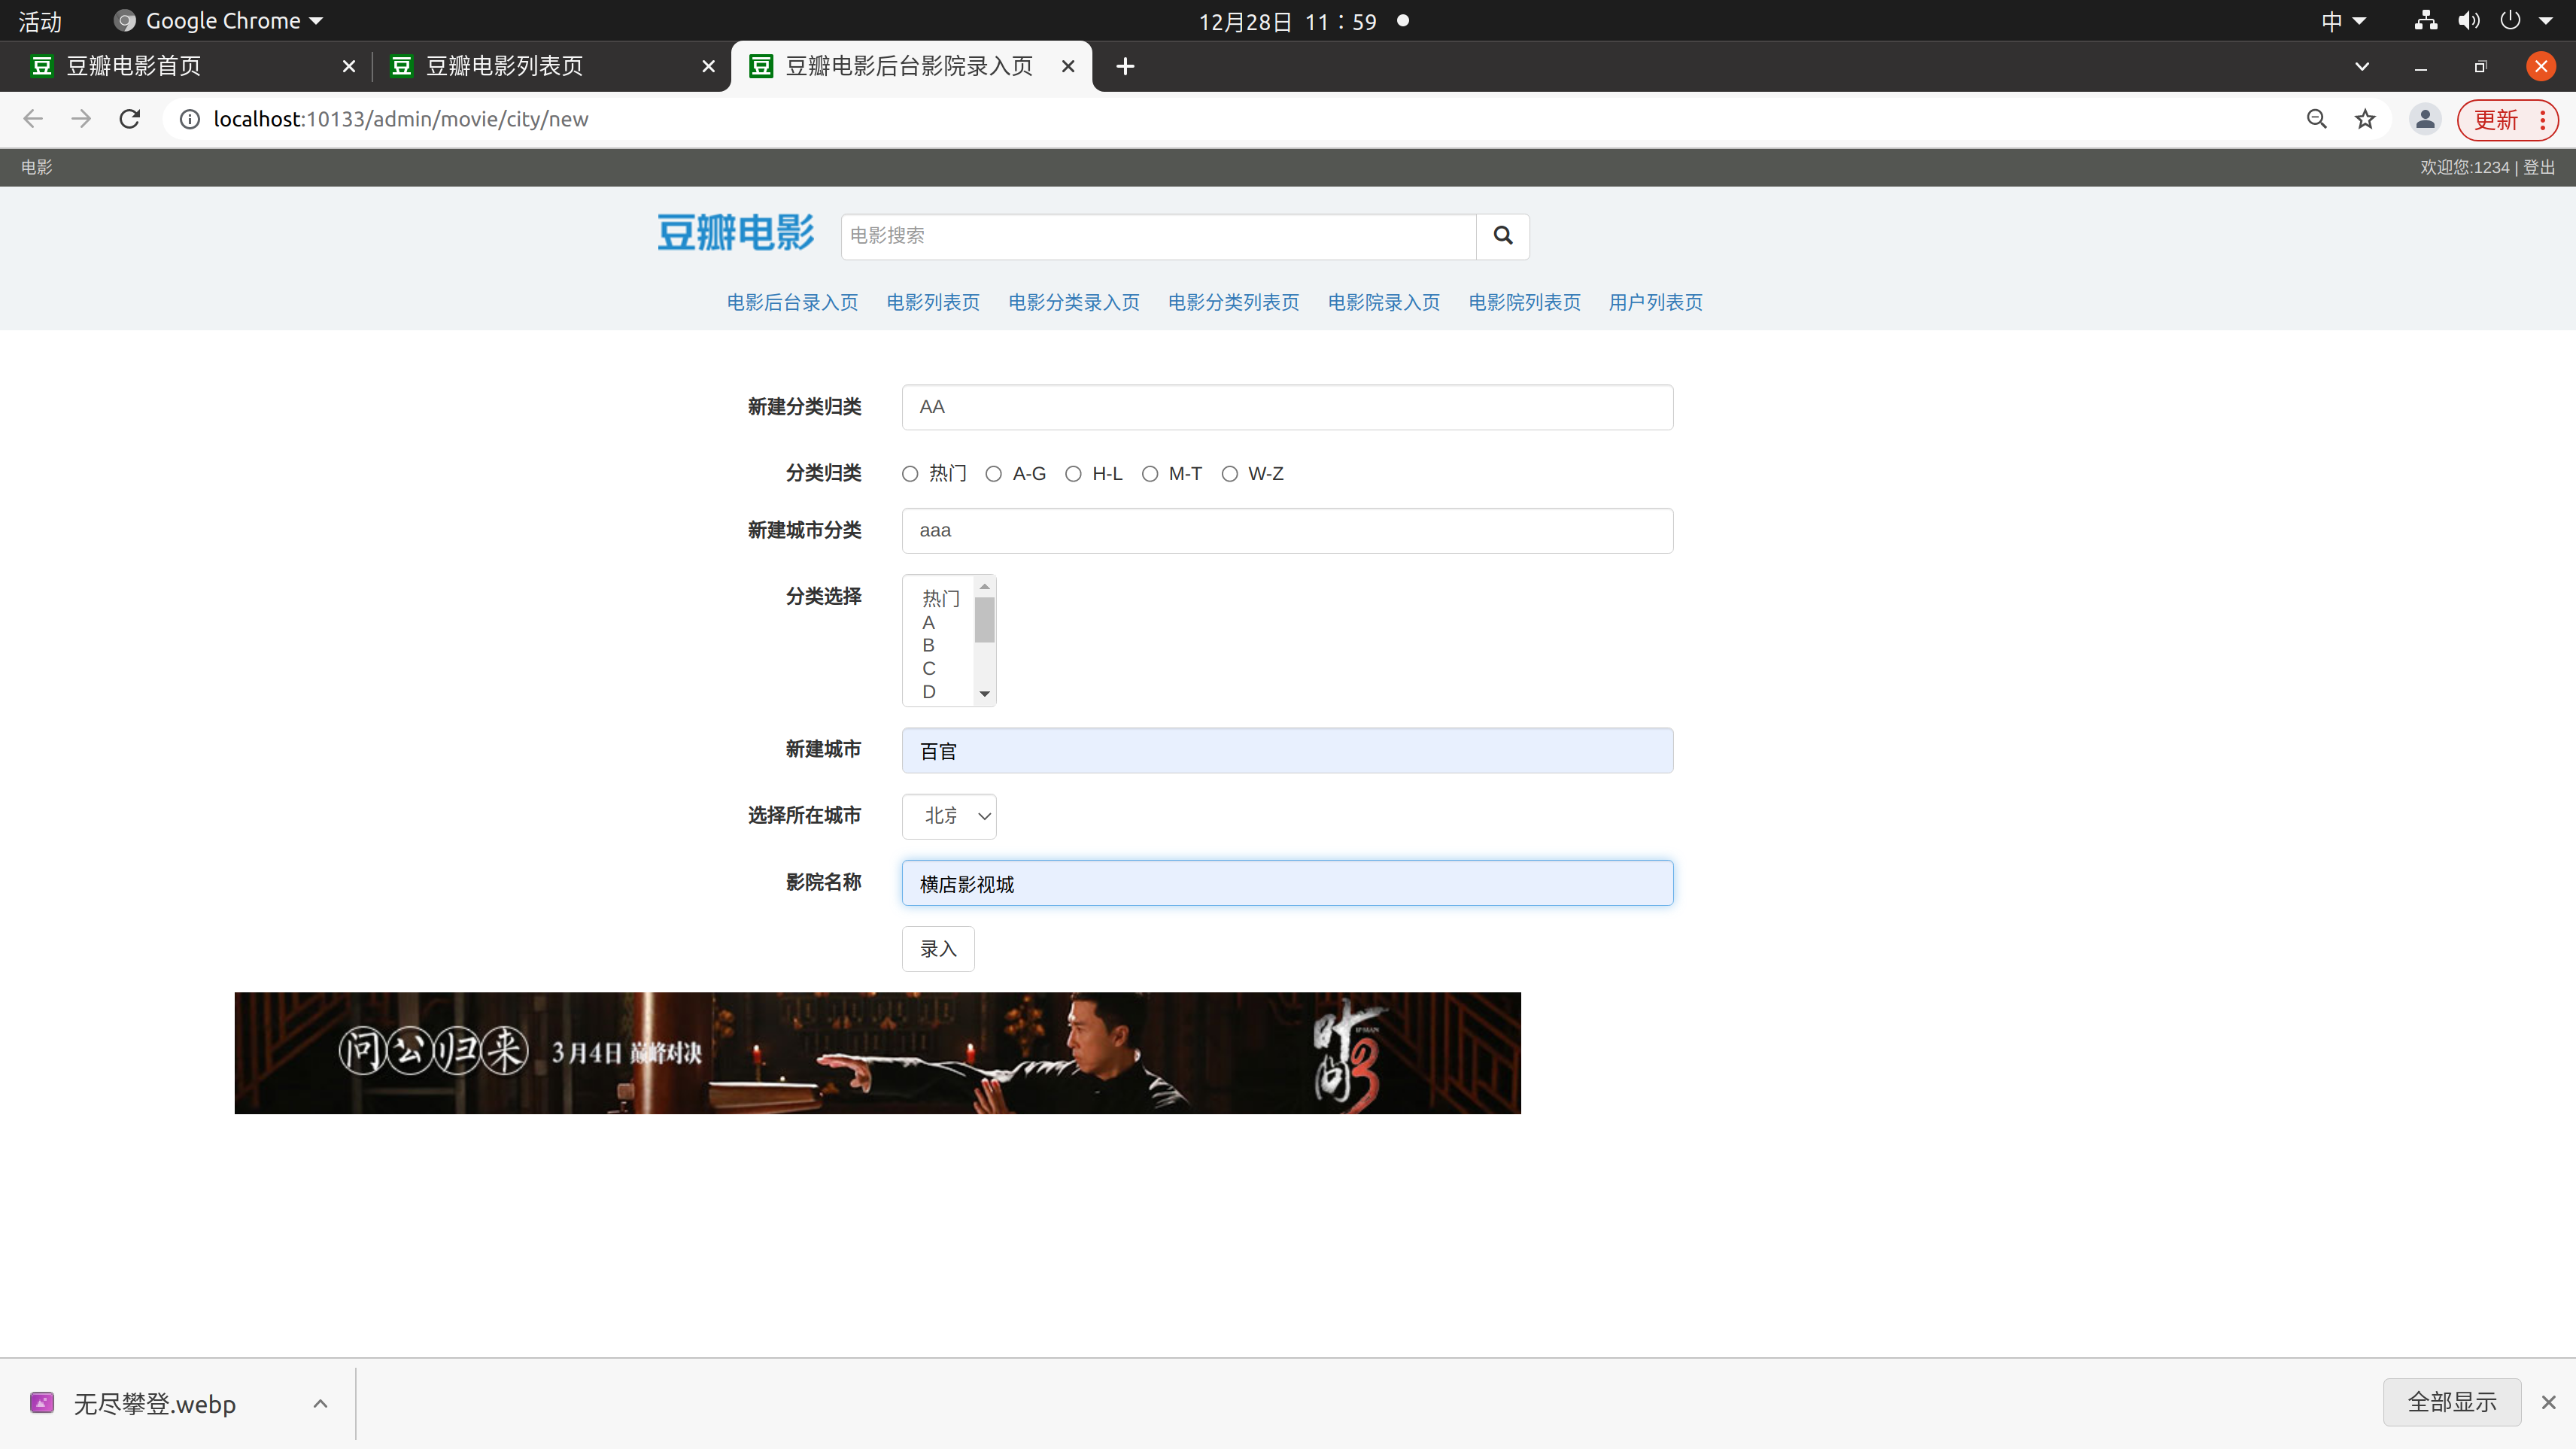 活动
Google Chrome
12月28日 11：59
中
豆 豆瓣电影首页
豆 豆瓣电影列表页
豆 豆瓣电影后台影院录入页
localhost:10133/admin/movie/city/new
更新
电影
欢迎您:1234 | 登出
豆瓣电影
电影搜索
电影后台录入页 电影列表页 电影分类录入页 电影分类列表页 电影院录入页 电影院列表页 用户列表页
新建分类归类 AA
分类归类 热门 A-G H-L M-T W-Z
新建城市分类 aaa
分类选择
热门
A
B
C
D
新建城市 百官
选择所在城市 北京
影院名称 横店影视城
录入
问公归来 3月4日 巅峰对决
叶问3
IP MAN
无尽攀登.webp
全部显示